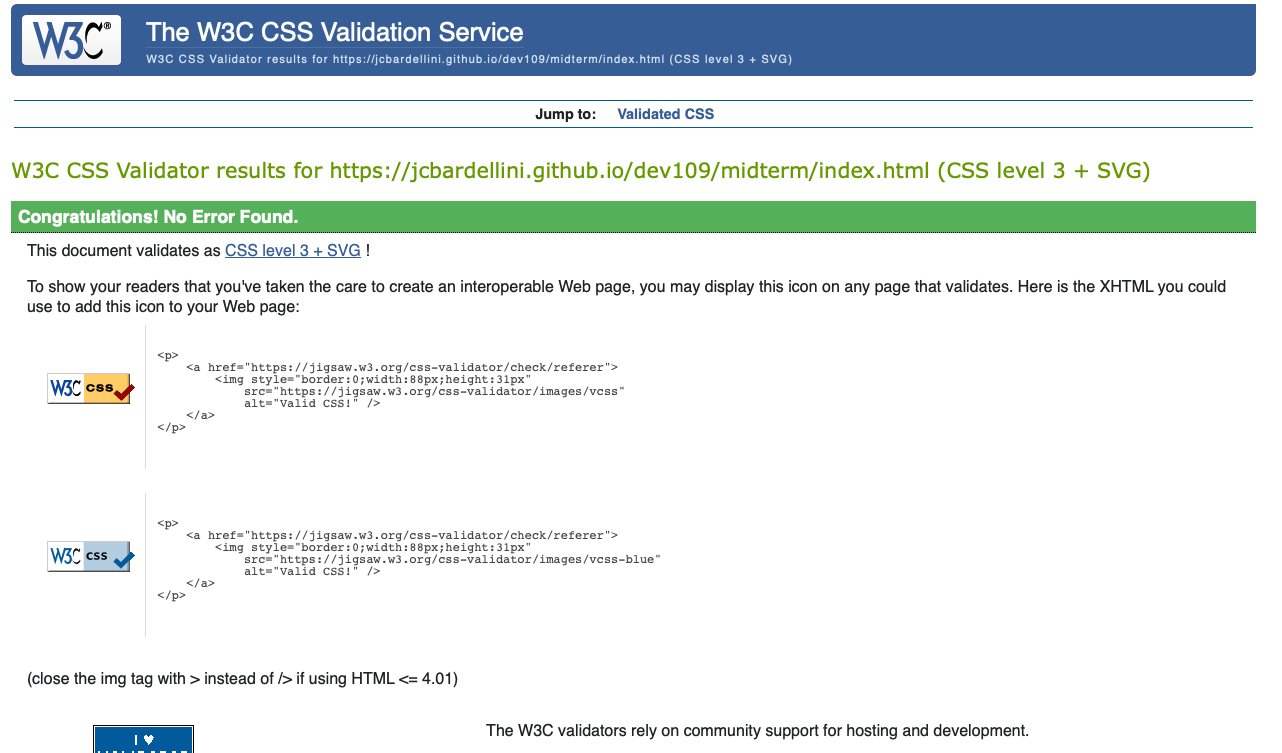 W3C®
The W3C CSS Validation Service
W3C CSS Validator results for https://jcbardellini.github.io/dev109/midterm/index.html (CSS level 3 + SVG)
Jump to: Validated CSS
W3C CSS Validator results for https://jcbardellini.github.io/dev109/midterm/index.html (CSS level 3 + SVG)
Congratulations! No Error Found.
This document validates as CSS level 3 + SVG !
To show your readers that you've taken the care to create an interoperable Web page, you may display this icon on any page that validates. Here is the XHTML you could
use to add this icon to your Web page:
W3C css
<p>
    <a href="https://jigsaw.w3.org/css-validator/check/referer">
        <img style="border:0;width:88px;height:31px"
            src="https://jigsaw.w3.org/css-validator/images/vcss"
            alt="Valid CSS!" />
    </a>
</p>
W3C css
<p>
    <a href="https://jigsaw.w3.org/css-validator/check/referer">
        <img style="border:0;width:88px;height:31px"
            src="https://jigsaw.w3.org/css-validator/images/vcss-blue"
            alt="Valid CSS!" />
    </a>
</p>
(close the img tag with > instead of /> if using HTML <= 4.01)
I ♥
The W3C validators rely on community support for hosting and development.